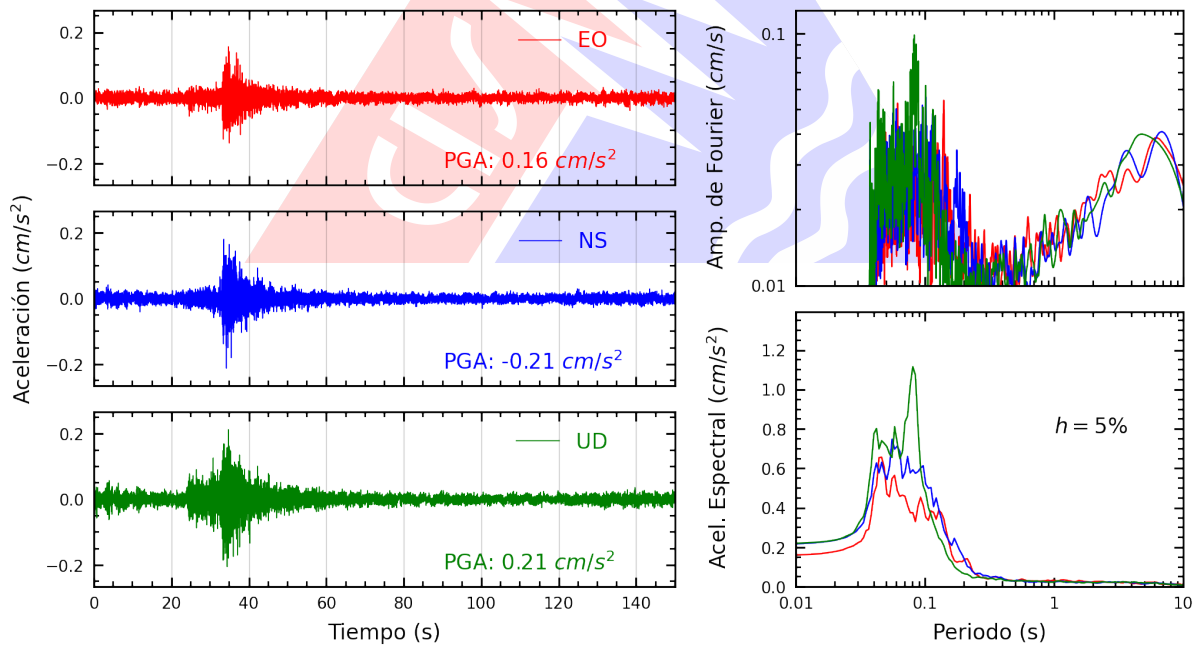 Aceleración (cm/s²)
0.2
0.0
−0.2
EO
PGA: 0.16 cm/s²
0.2
0.0
−0.2
NS
PGA: -0.21 cm/s²
0.2
0.0
−0.2
UD
PGA: 0.21 cm/s²
0 20 40 60 80 100 120 140
Tiempo (s)
Amp. de Fourier (cm/s)
0.1
0.01
Acel. Espectral (cm/s²)
1.2
1.0
0.8
0.6
0.4
0.2
0.0
h = 5%
0.01 0.1 1 10
Periodo (s)